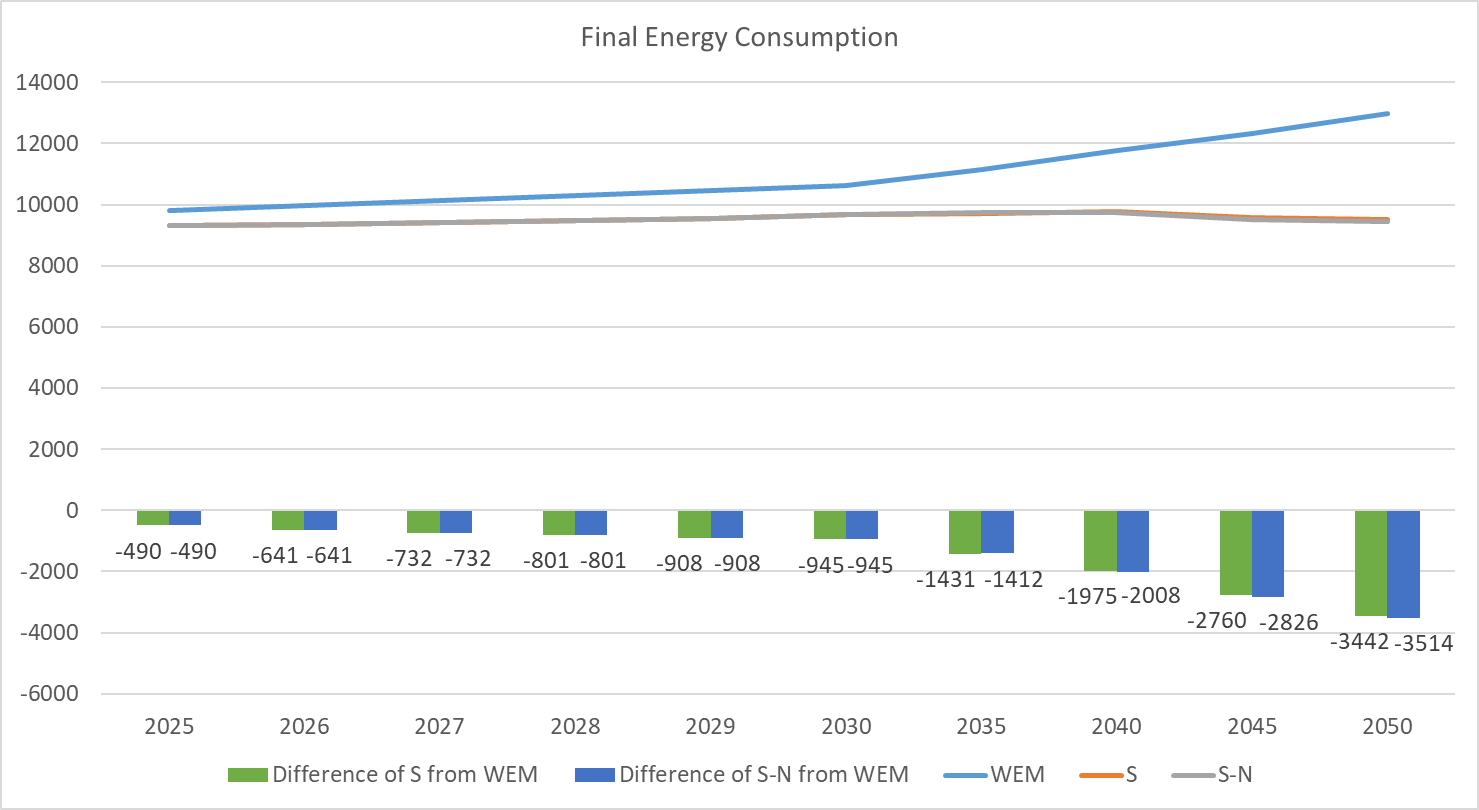 Final Energy Consumption
14000
12000
10000
8000
6000
4000
2000
0
-490 -490 -641 -641 -732 -732 -801 -801 -908 -908 -945 -945 -1431 -1412 -1975 -2008 -2760 -2826 -3442 -3514
-2000
-4000
-6000
2025 2026 2027 2028 2029 2030 2035 2040 2045 2050
Difference of S from WEM Difference of S-N from WEM WEM S S-N